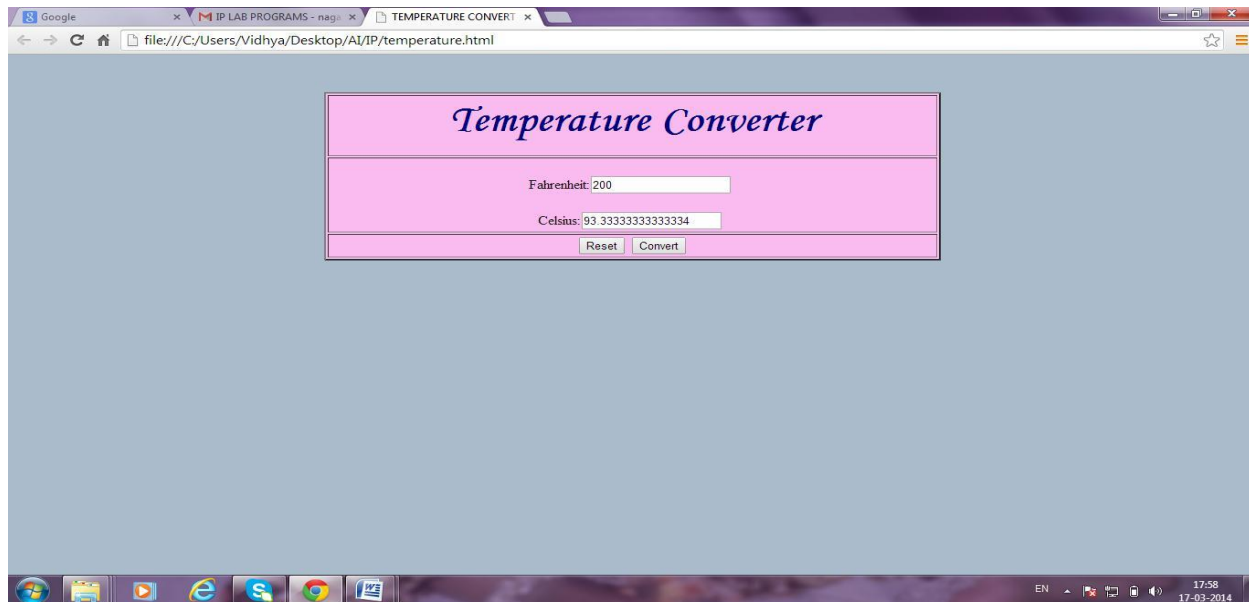 Google
IP LAB PROGRAMS - naga
TEMPERATURE CONVERT
file:///C:/Users/Vidhya/Desktop/AI/IP/temperature.html
Temperature Converter
Fahrenheit: 200
Celsius: 93.33333333333334
Reset Convert
EN
17:58
17-03-2014